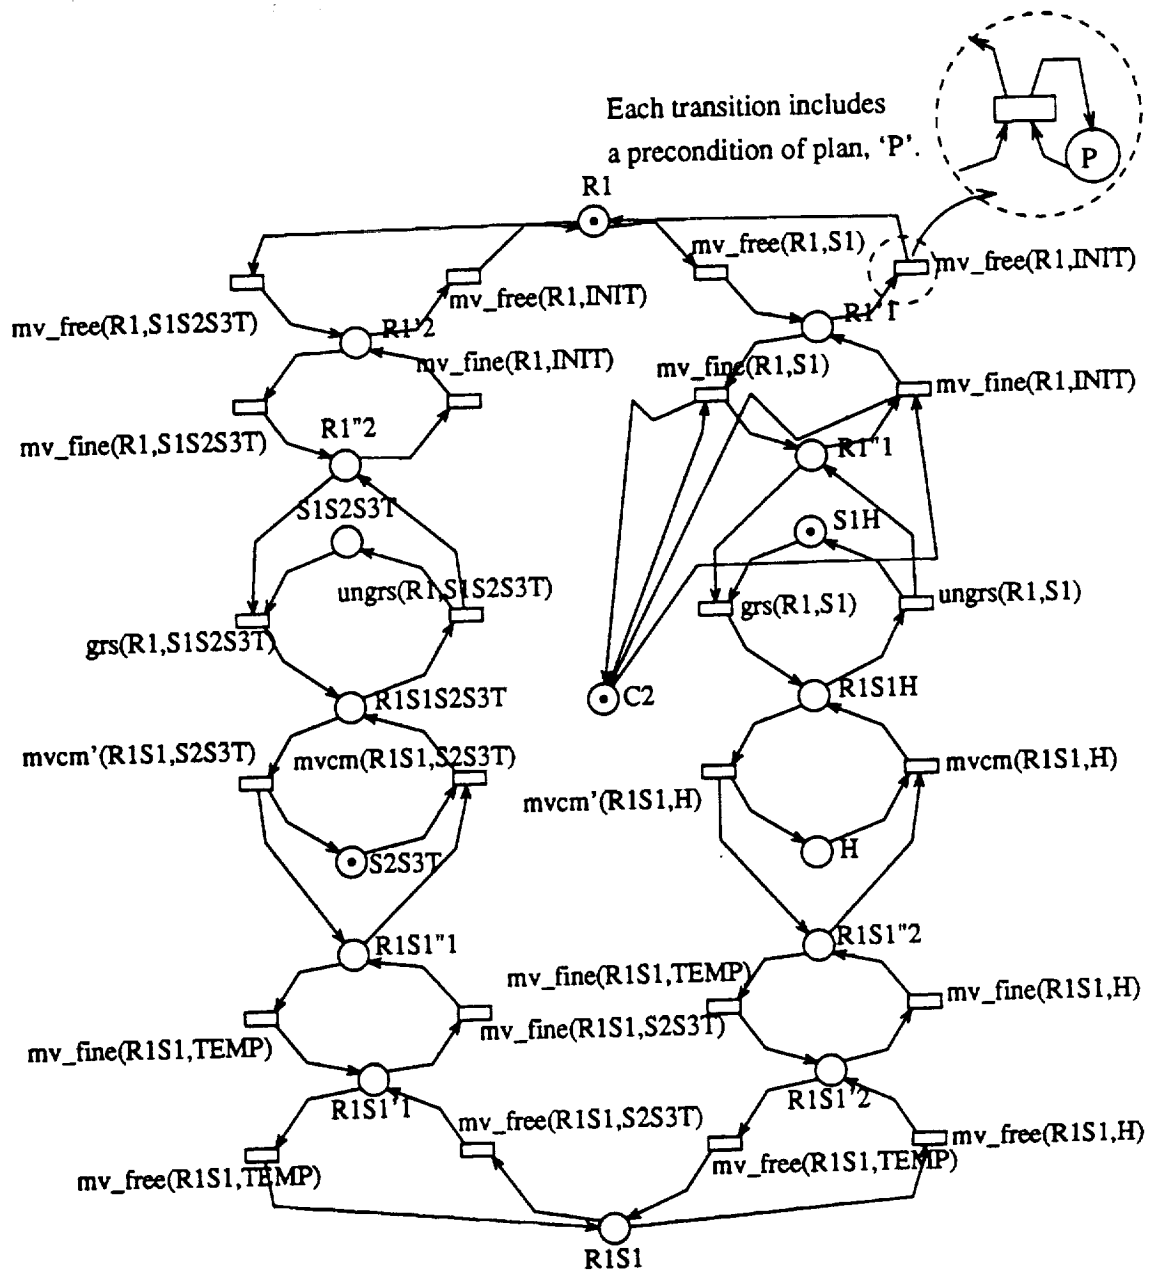 Each transition includes
a precondition of plan, ‘P’.
P
R1
mv_free(R1,S1)
mv_free(R1,INIT)
mv_free(R1,INIT)
mv_free(R1,S1S2S3T)
R1'2
R1'1
mv_fine(R1,INIT)
mv_fine(R1,S1)
mv_fine(R1,INIT)
mv_fine(R1,S1S2S3T)
R1"2
R1"1
S1S2S3T
S1H
ungrs(R1,S1S2S3T)
grs(R1,S1)
ungrs(R1,S1)
grs(R1,S1S2S3T)
R1S1S2S3T
C2
R1S1H
mvcm’(R1S1,S2S3T)
mvcm(R1S1,S2S3T)
mvcm(R1S1,H)
mvcm’(R1S1,H)
S2S3T
H
R1S1"1
R1S1"2
mv_fine(R1S1,TEMP)
mv_fine(R1S1,H)
mv_fine(R1S1,S2S3T)
mv_fine(R1S1,TEMP)
R1S1'1
R1S1'2
mv_free(R1S1,S2S3T)
mv_free(R1S1,H)
mv_free(R1S1,TEMP)
mv_free(R1S1,TEMP)
R1S1